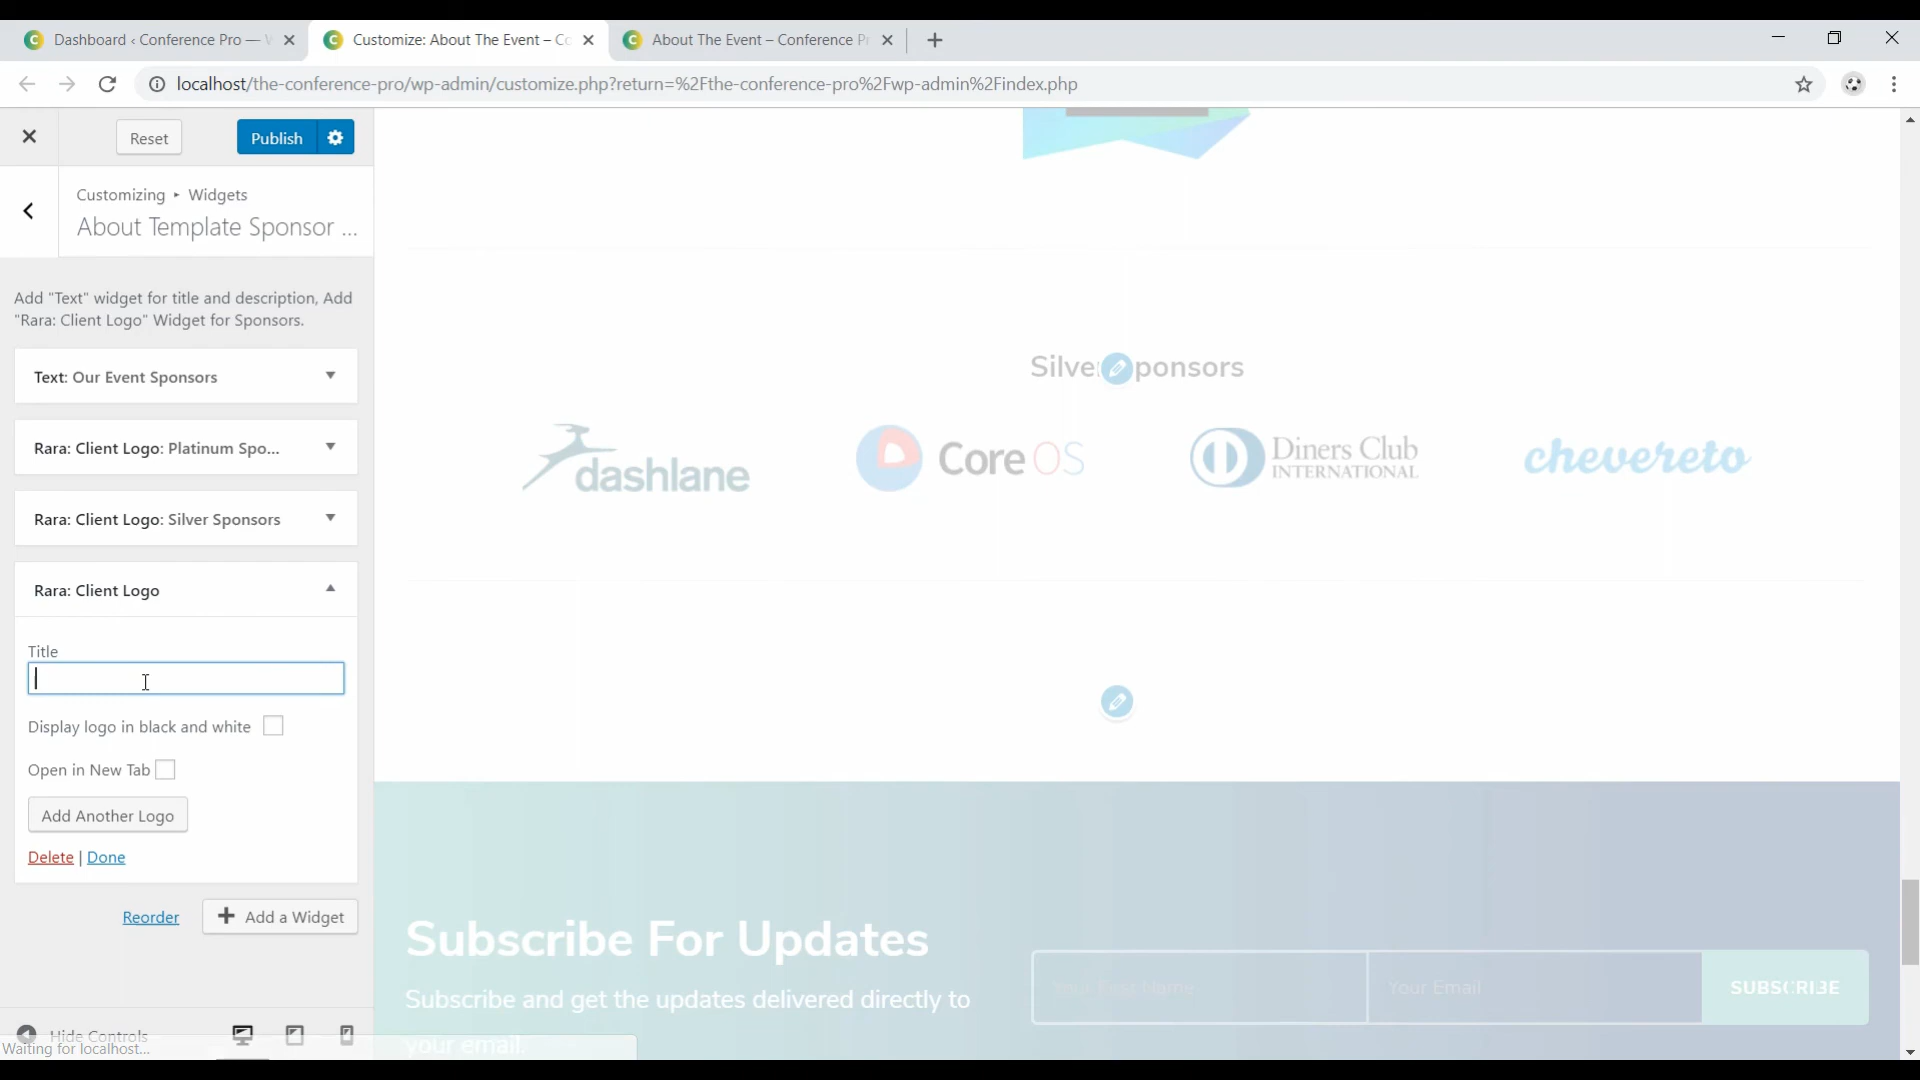 Dashboard ‹ Conference Pro —
Customize: About The Event – Co
About The Event – Conference Pr
localhost/the-conference-pro/wp-admin/customize.php?return=%2Fthe-conference-pro%2Fwp-admin%2Findex.php
Reset
Publish
Customizing ▸ Widgets
About Template Sponsor ...
Add "Text" widget for title and description, Add
"Rara: Client Logo" Widget for Sponsors.
Text: Our Event Sponsors
Rara: Client Logo: Platinum Spo...
Rara: Client Logo: Silver Sponsors
Rara: Client Logo
Title
Display logo in black and white
Open in New Tab
Add Another Logo
Delete | Done
Reorder
+ Add a Widget
Hide Controls
Waiting for localhost...
Silver Sponsors
dashlane
Core OS
Diners Club
INTERNATIONAL
chevereto
Subscribe For Updates
Subscribe and get the updates delivered directly to
your email.
Your First Name
Your Email
SUBSCRIBE